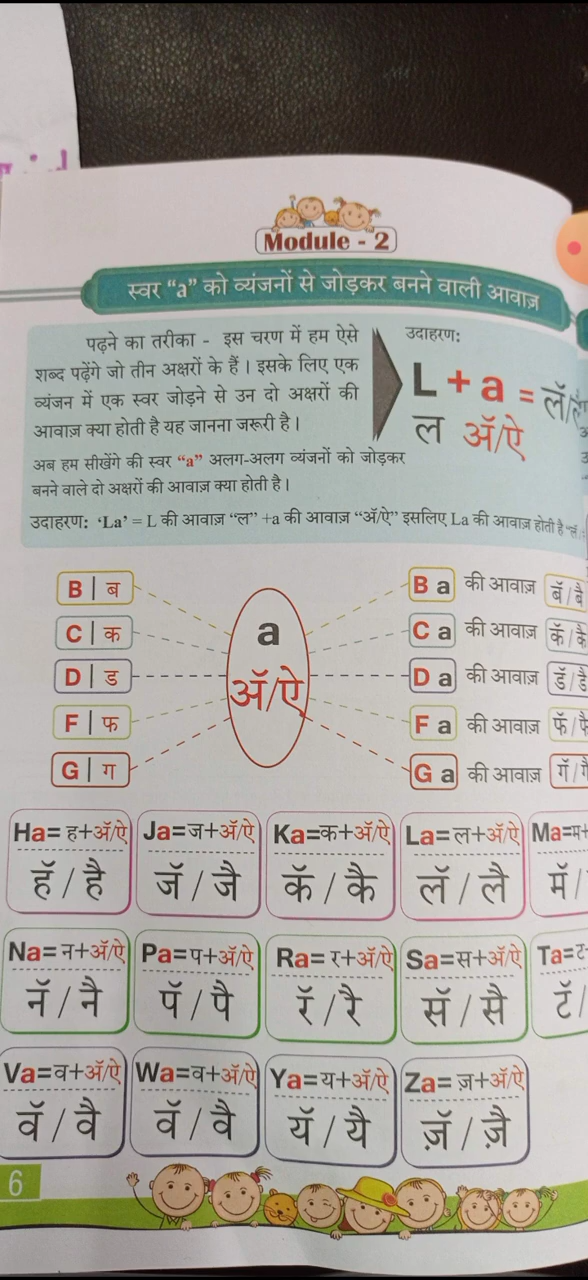 Module - 2
स्वर “a” को व्यंजनों से जोड़कर बनने वाली आवाज़
पढ़ने का तरीका - इस चरण में हम ऐसे
शब्द पढ़ेंगे जो तीन अक्षरों के हैं। इसके लिए एक
व्यंजन में एक स्वर जोड़ने से उन दो अक्षरों की
आवाज़ क्या होती है यह जानना जरूरी है।
उदाहरण:
L + a = लॅ/लै
ल अॅ/ऐ
अब हम सीखेंगे की स्वर “a” अलग-अलग व्यंजनों को जोड़कर
बनने वाले दो अक्षरों की आवाज़ क्या होती है।
उदाहरण: ‘La’ = L की आवाज़ “ल” +a की आवाज़ “अॅ/ऐ” इसलिए La की आवाज़ होती है “लॅ
B | ब
C | क
D | ड
F | फ
G | ग
a
अॅ/ऐ
B a की आवाज़ बॅ/बै
C a की आवाज़ कॅ/कै
D a की आवाज़ डॅ/डै
F a की आवाज़ फॅ/फै
G a की आवाज़ गॅ/गै
Ha= ह+अॅ/ऐ Ja=ज+अॅ/ऐ Ka=क+अॅ/ऐ La=ल+अॅ/ऐ Ma=म+
हॅ / है जॅ / जै कॅ / कै लॅ / लै मॅ /
Na= न+अॅ/ऐ Pa=प+अॅ/ऐ Ra= र+अॅ/ऐ Sa=स+अॅ/ऐ Ta=ट
नॅ / नै पॅ / पै रॅ / रै सॅ / सै टॅ /
Va=व+अॅ/ऐ Wa=व+अॅ/ऐ Ya=य+अॅ/ऐ Za= ज़+अॅ/ऐ
वॅ / वै वॅ / वै यॅ / यै ज़ॅ / ज़ै
6